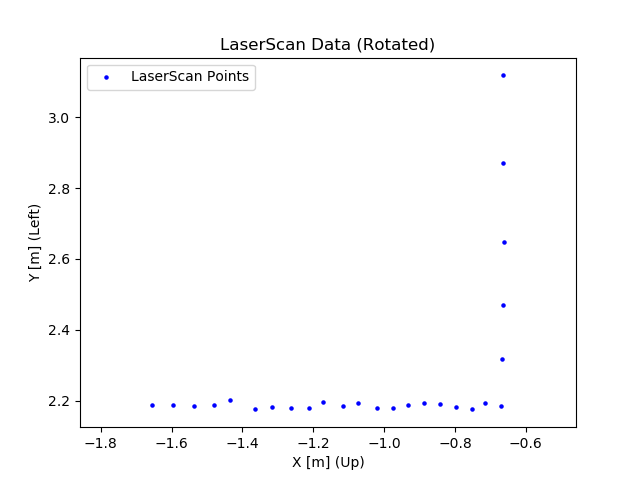 LaserScan Data (Rotated)
LaserScan Points
3.0
2.8
2.6
2.4
2.2
Y [m] (Left)
−1.8 −1.6 −1.4 −1.2 −1.0 −0.8 −0.6
X [m] (Up)